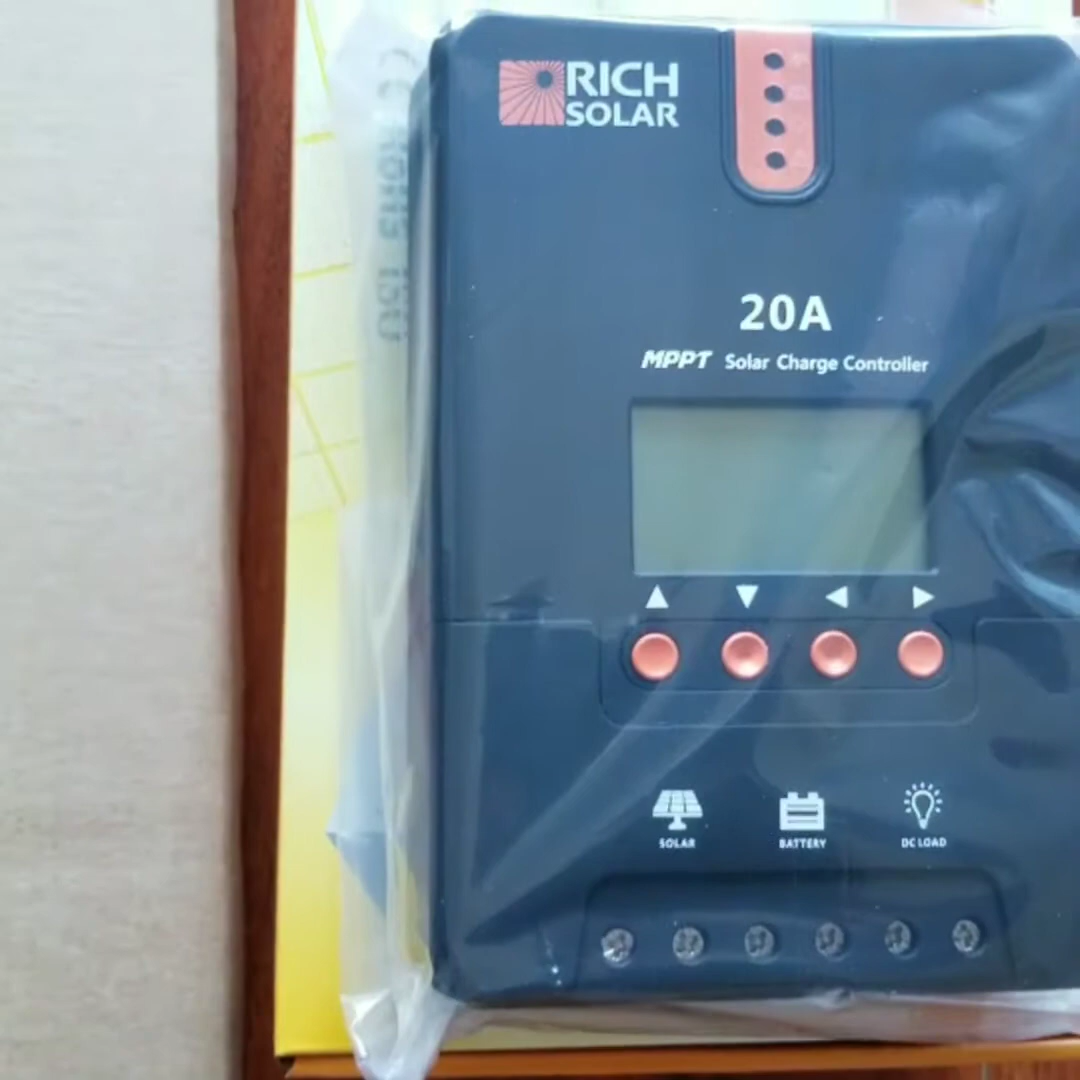 RICH
SOLAR
20A
MPPT Solar Charge Controller
SOLAR
BATTERY
DC LOAD